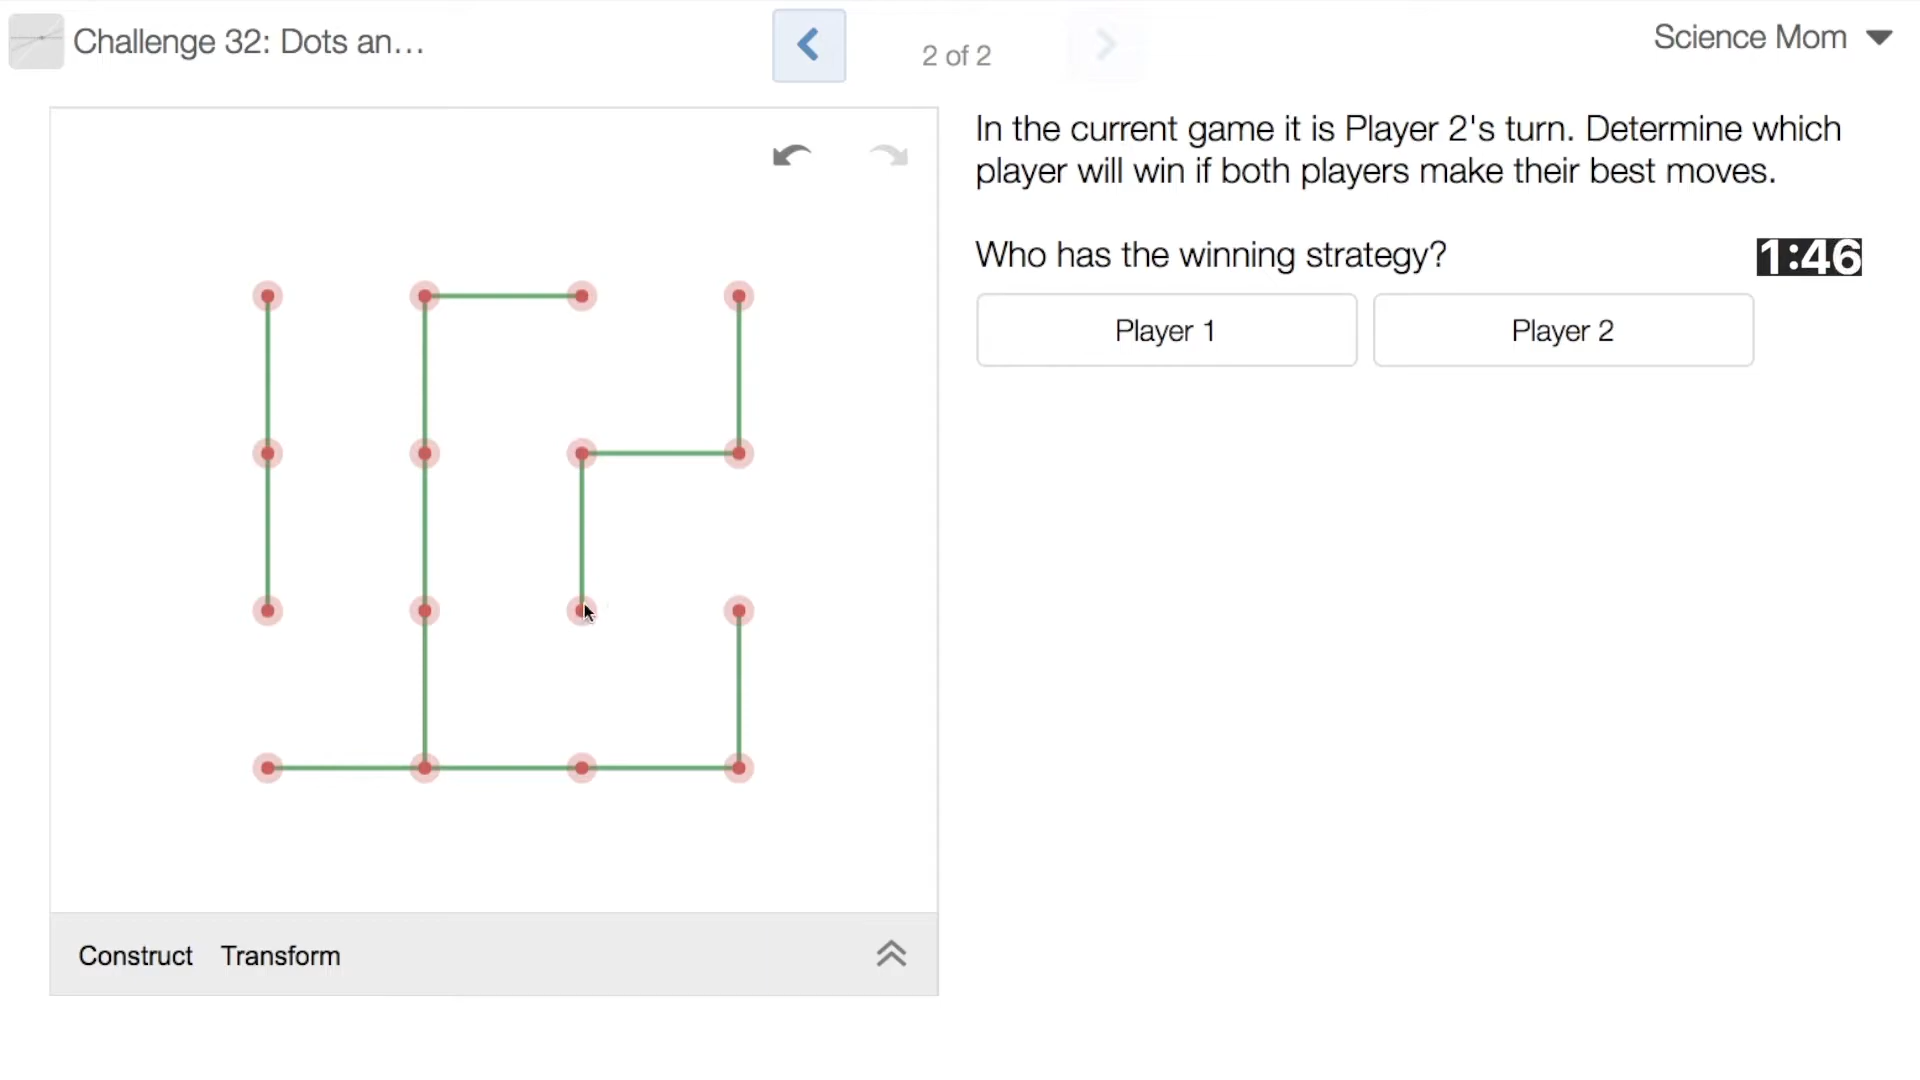 Challenge 32: Dots an...
2 of 2
Science Mom
In the current game it is Player 2's turn. Determine which
player will win if both players make their best moves.
Who has the winning strategy?
1:46
Player 1
Player 2
Construct
Transform